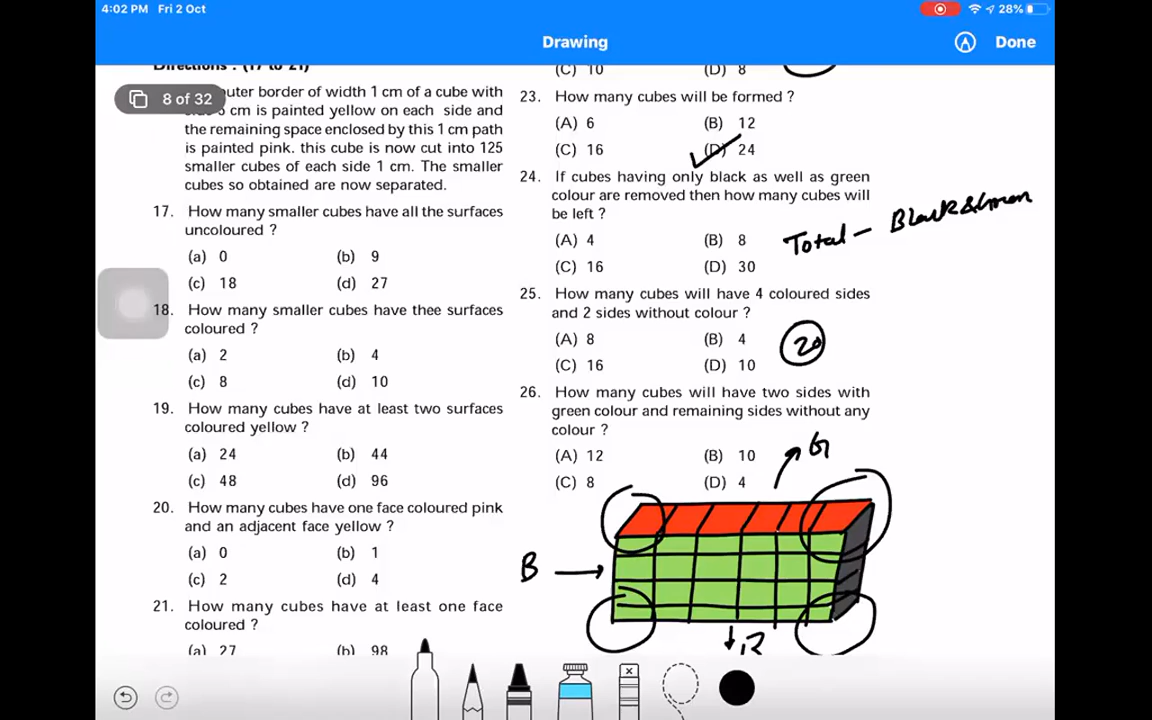 4:02 PM Fri 2 Oct
28%
Drawing
Done
8 of 32
Directions : (17 to 21)
outer border of width 1 cm of a cube with
cm is painted yellow on each side and
the remaining space enclosed by this 1 cm path
is painted pink. this cube is now cut into 125
smaller cubes of each side 1 cm. The smaller
cubes so obtained are now separated.
17. How many smaller cubes have all the surfaces
uncoloured ?
(a) 0 (b) 9
(c) 18 (d) 27
18. How many smaller cubes have thee surfaces
coloured ?
(a) 2 (b) 4
(c) 8 (d) 10
19. How many cubes have at least two surfaces
coloured yellow ?
(a) 24 (b) 44
(c) 48 (d) 96
20. How many cubes have one face coloured pink
and an adjacent face yellow ?
(a) 0 (b) 1
(c) 2 (d) 4
21. How many cubes have at least one face
coloured ?
(a) 27 (b) 98
(C) 10 (D) 8
23. How many cubes will be formed ?
(A) 6 (B) 12
(C) 16 (D) 24
24. If cubes having only black as well as green
colour are removed then how many cubes will
be left ?
(A) 4 (B) 8
(C) 16 (D) 30
Total - Black & Green
25. How many cubes will have 4 coloured sides
and 2 sides without colour ?
(A) 8 (B) 4
(C) 16 (D) 10
20
26. How many cubes will have two sides with
green colour and remaining sides without any
colour ?
(A) 12 (B) 10
(C) 8 (D) 4
G
B
R